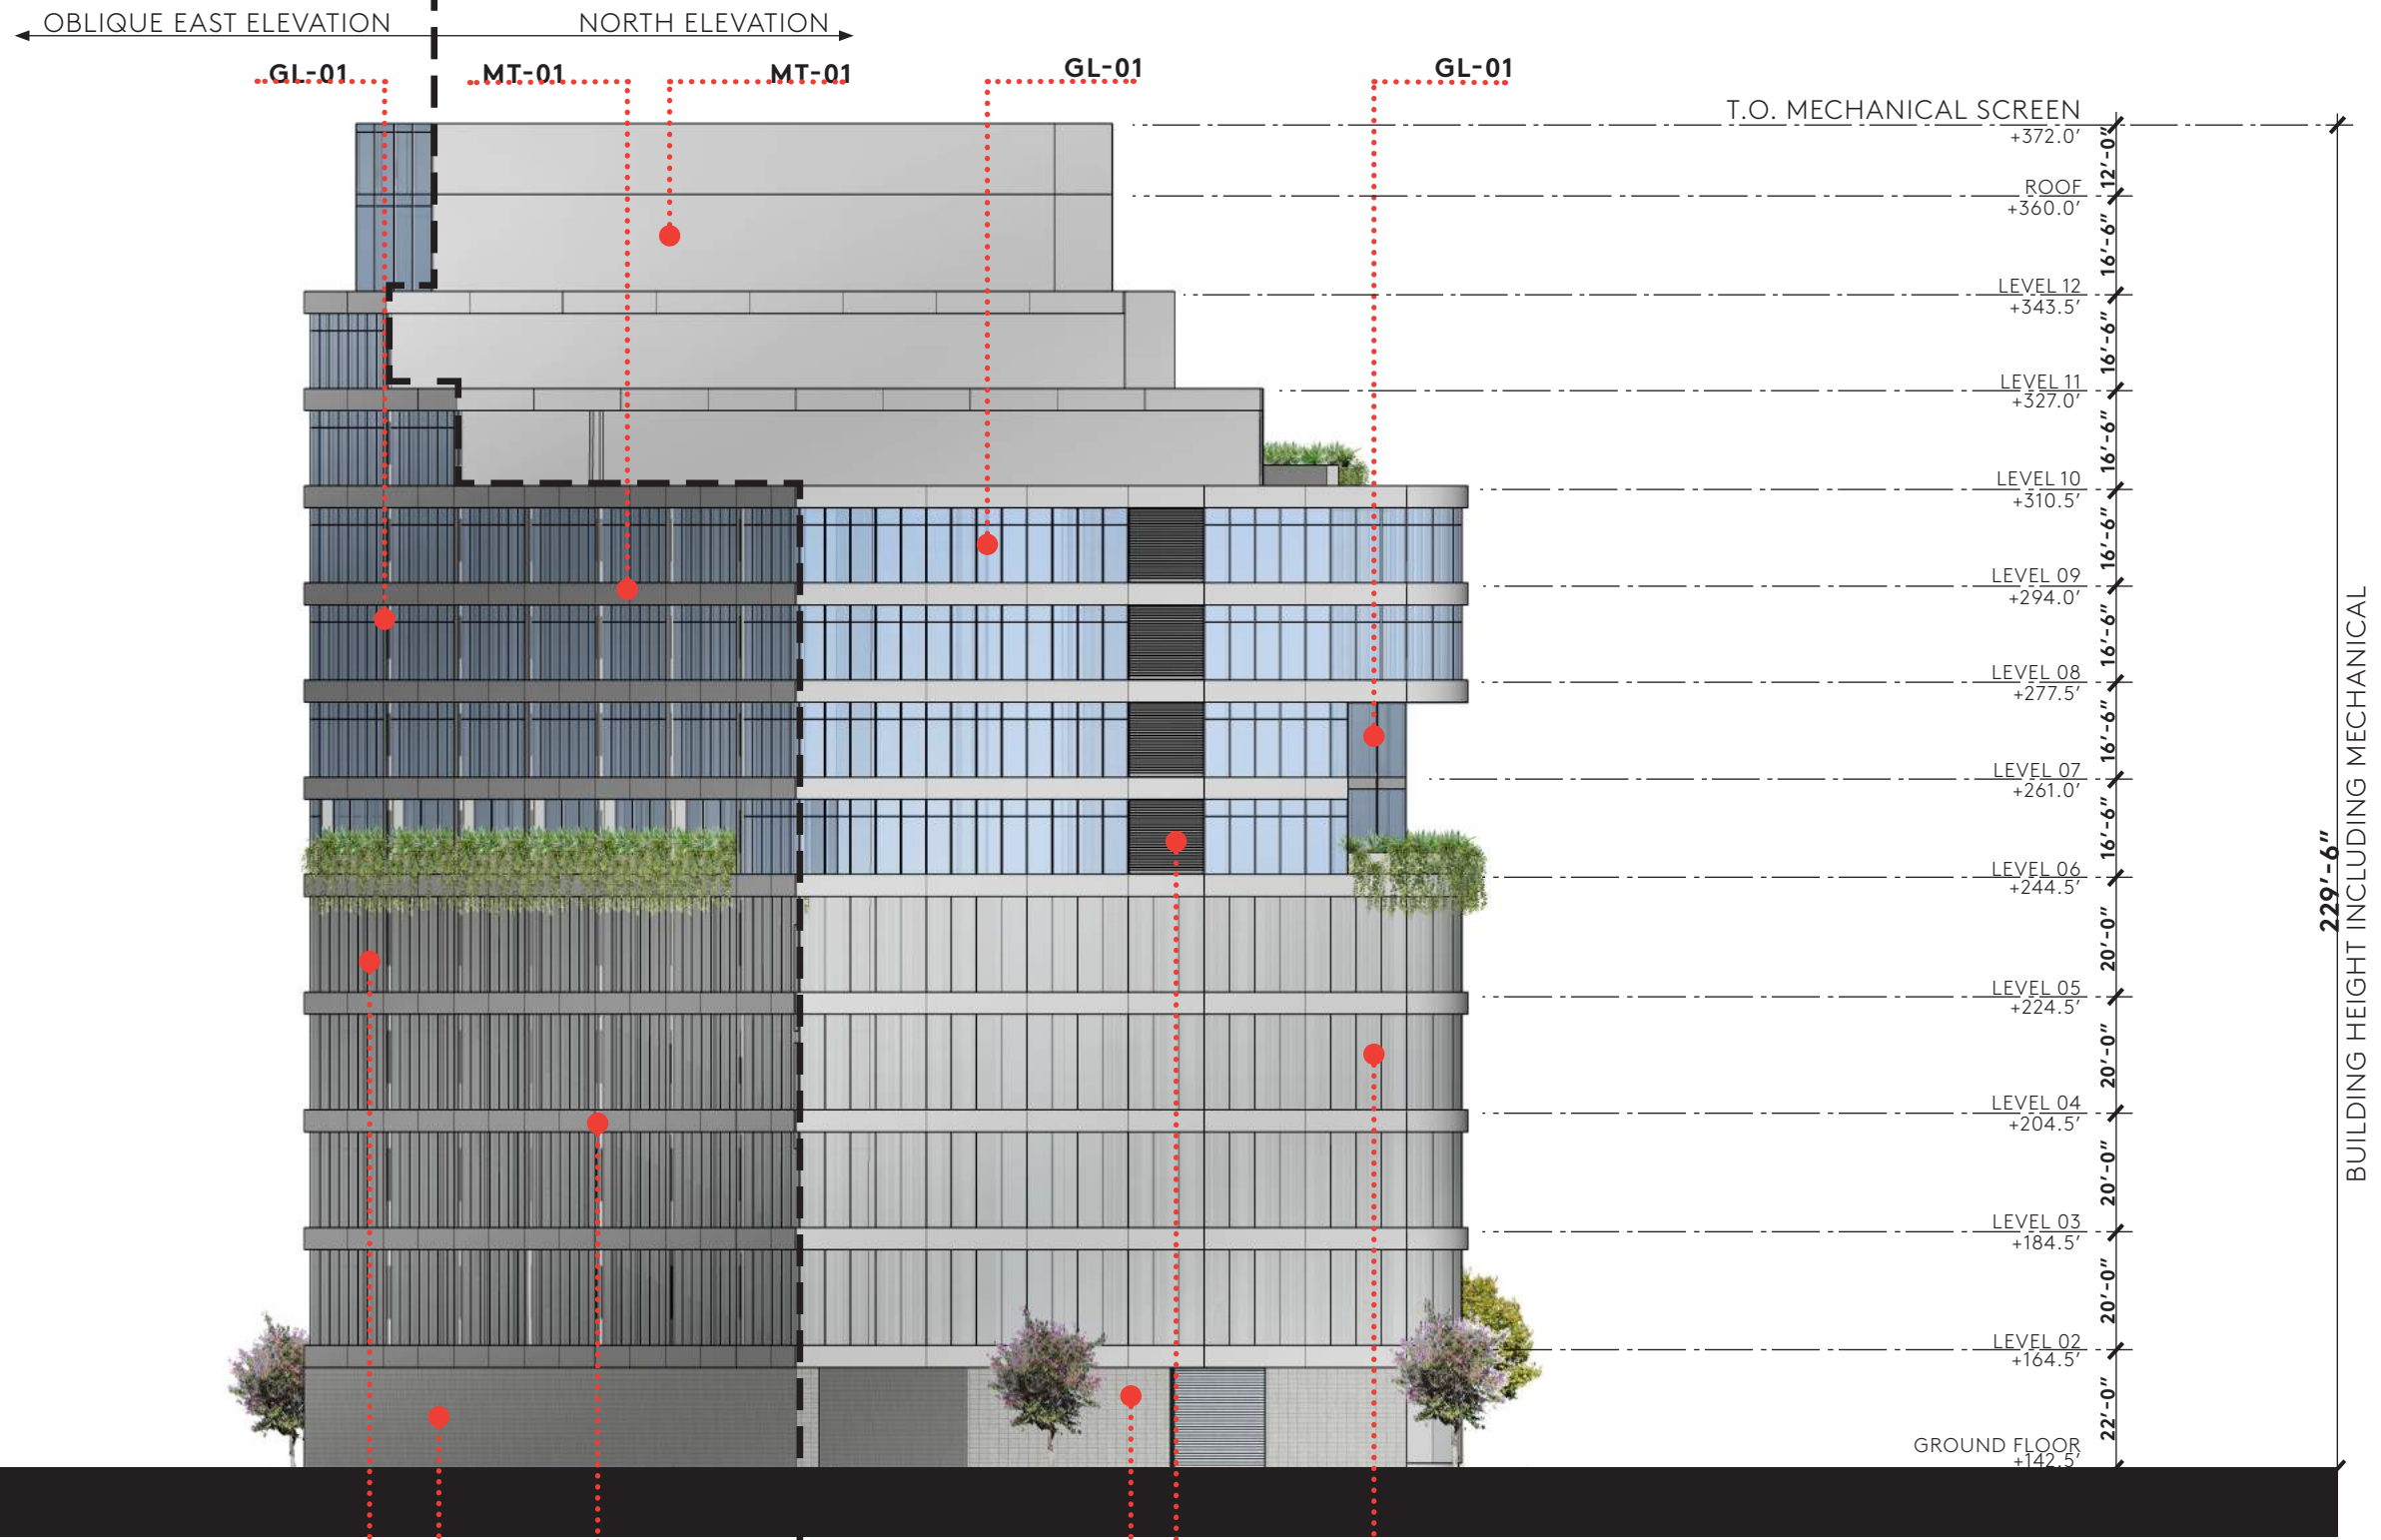 OBLIQUE EAST ELEVATION
NORTH ELEVATION
GL-01
MT-01
MT-01
GL-01
GL-01
T.O. MECHANICAL SCREEN
+372.0’
12’-0”
ROOF
+360.0’
16’-6”
LEVEL 12
+343.5’
16’-6”
LEVEL 11
+327.0’
16’-6”
LEVEL 10
+310.5’
16’-6”
LEVEL 09
+294.0’
16’-6”
LEVEL 08
+277.5’
16’-6”
LEVEL 07
+261.0’
16’-6”
LEVEL 06
+244.5’
20’-0”
LEVEL 05
+224.5’
20’-0”
LEVEL 04
+204.5’
20’-0”
LEVEL 03
+184.5’
20’-0”
LEVEL 02
+164.5’
22’-0”
GROUND FLOOR
+142.5’
229’-6”
BUILDING HEIGHT INCLUDING MECHANICAL